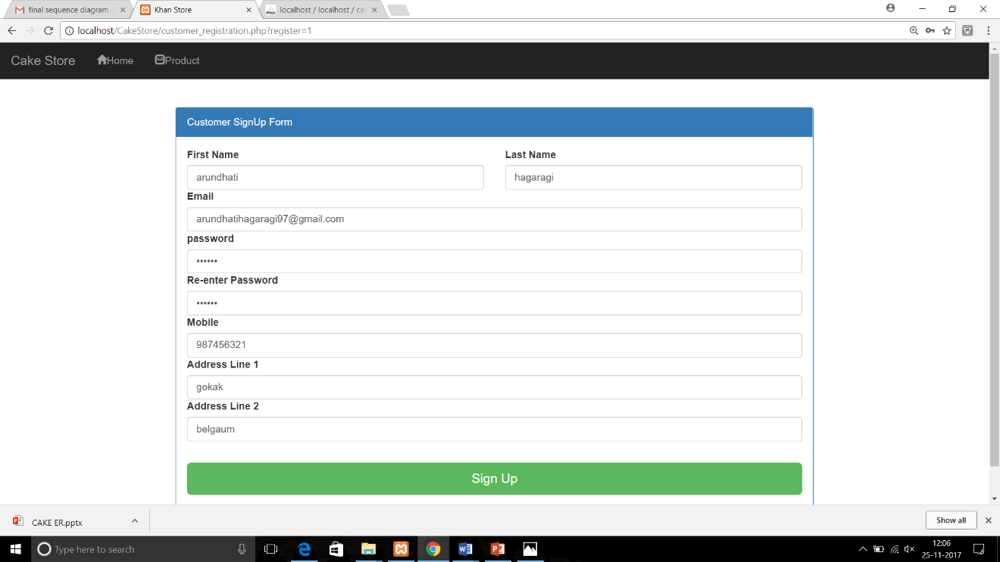 final sequence diagram - Khan Store localhost / localhost / cal
localhost/CakeStore/customer_registration.php?register=1
Cake Store Home Product
Customer SignUp Form
First Name Last Name
arundhati hagaragi
Email
arundhatihagaragi97@gmail.com
password
••••••
Re-enter Password
••••••
Mobile
987456321
Address Line 1
gokak
Address Line 2
belgaum
Sign Up
CAKE ER.pptx Show all
Type here to search 12:06
25-11-2017